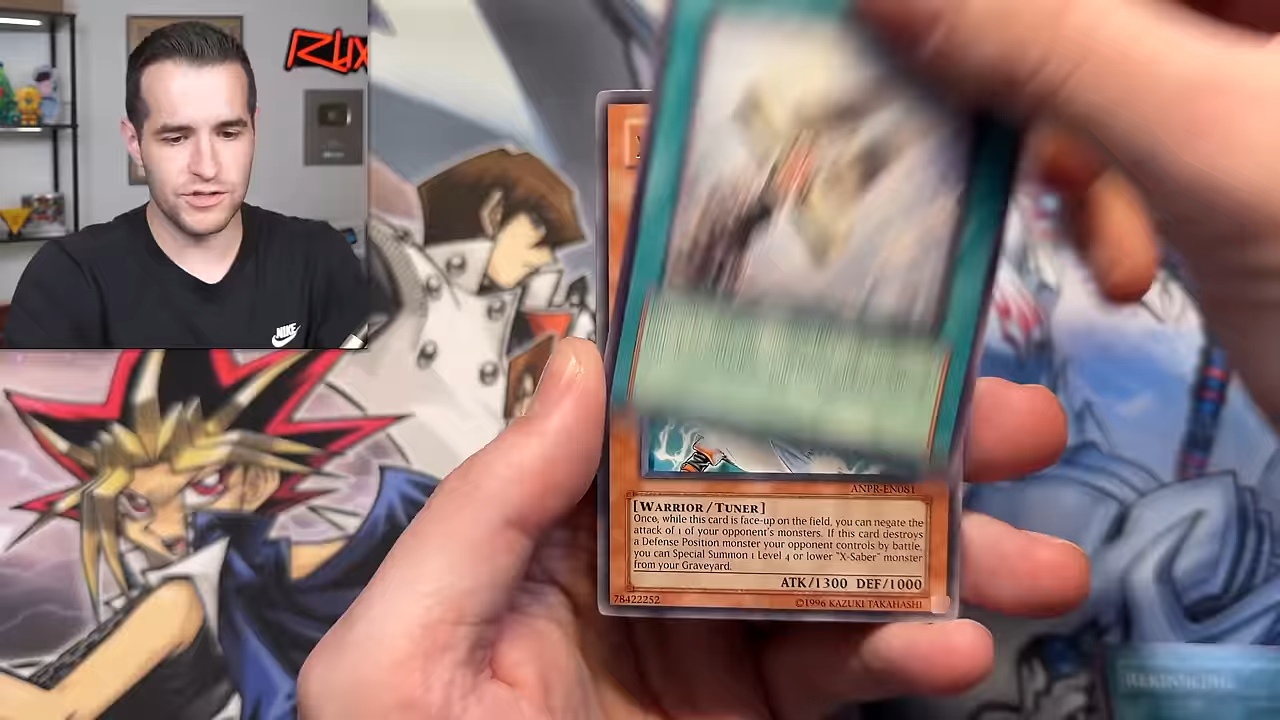 NIKE
ANPR-EN081
[WARRIOR / TUNER]
Once, while this card is face-up on the field, you can negate the
attack of 1 of your opponent's monsters. If this card destroys
a Defense Position monster your opponent controls by battle,
you can Special Summon 1 Level 4 or lower "X-Saber" monster
from your Graveyard.
ATK/1300 DEF/1000
78422252
©1996 KAZUKI TAKAHASHI